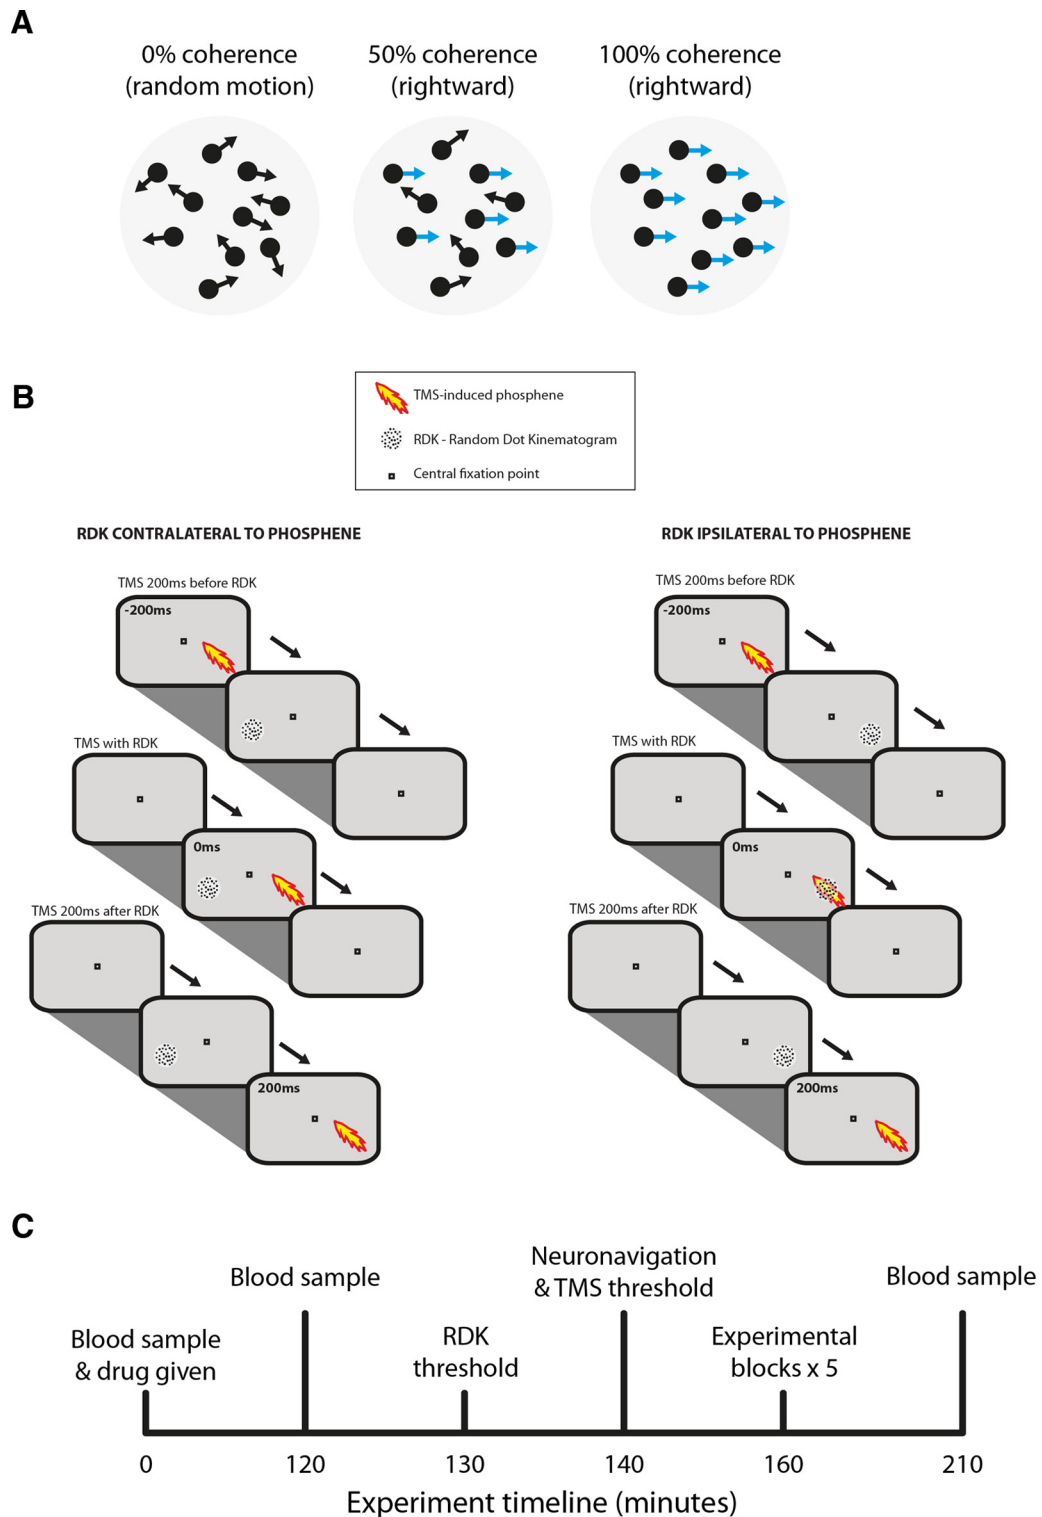 A
0% coherence
(random motion)
50% coherence
(rightward)
100% coherence
(rightward)
B
TMS-induced phosphene
RDK - Random Dot Kinematogram
Central fixation point
RDK CONTRALATERAL TO PHOSPHENE
TMS 200ms before RDK
-200ms
TMS with RDK
0ms
TMS 200ms after RDK
200ms
RDK IPSILATERAL TO PHOSPHENE
TMS 200ms before RDK
-200ms
TMS with RDK
0ms
TMS 200ms after RDK
200ms
C
Blood sample
& drug given
Blood sample
RDK
threshold
Neuronavigation
& TMS threshold
Experimental
blocks x 5
Blood sample
0 120 130 140 160 210
Experiment timeline (minutes)